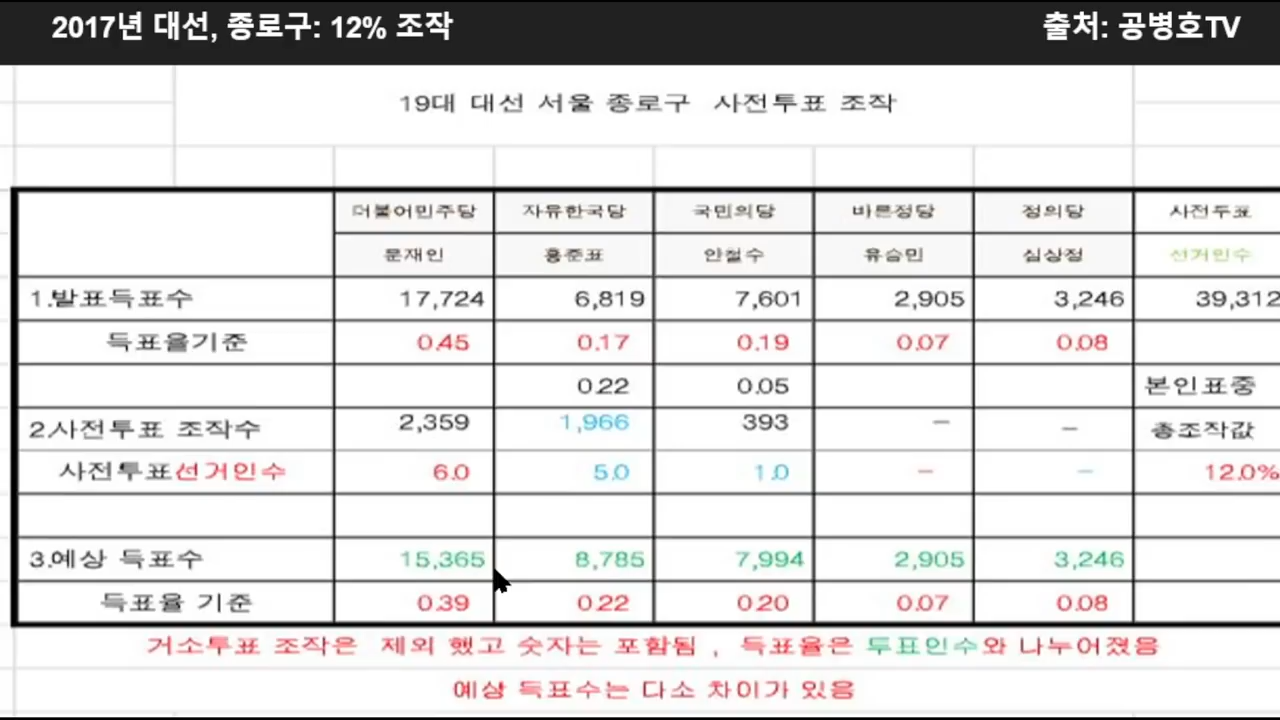 2017년 대선, 종로구: 12% 조작 출처: 공병호TV
19대 대선 서울 종로구 사전투표 조작
더불어민주당 자유한국당 국민의당 바른정당 정의당 사전투표
문재인 홍준표 안철수 유승민 심상정 선거인수
1.발표득표수 17,724 6,819 7,601 2,905 3,246 39,312
득표율기준 0.45 0.17 0.19 0.07 0.08
0.22 0.05 본인표중
2.사전투표 조작수 2,359 1,966 393 – – 총조작값
사전투표선거인수 6.0 5.0 1.0 – – 12.0%
3.예상 득표수 15,365 8,785 7,994 2,905 3,246
득표율 기준 0.39 0.22 0.20 0.07 0.08
거소투표 조작은 제외 했고 숫자는 포함됨 , 득표율은 투표인수와 나누어졌음
예상 득표수는 다소 차이가 있음